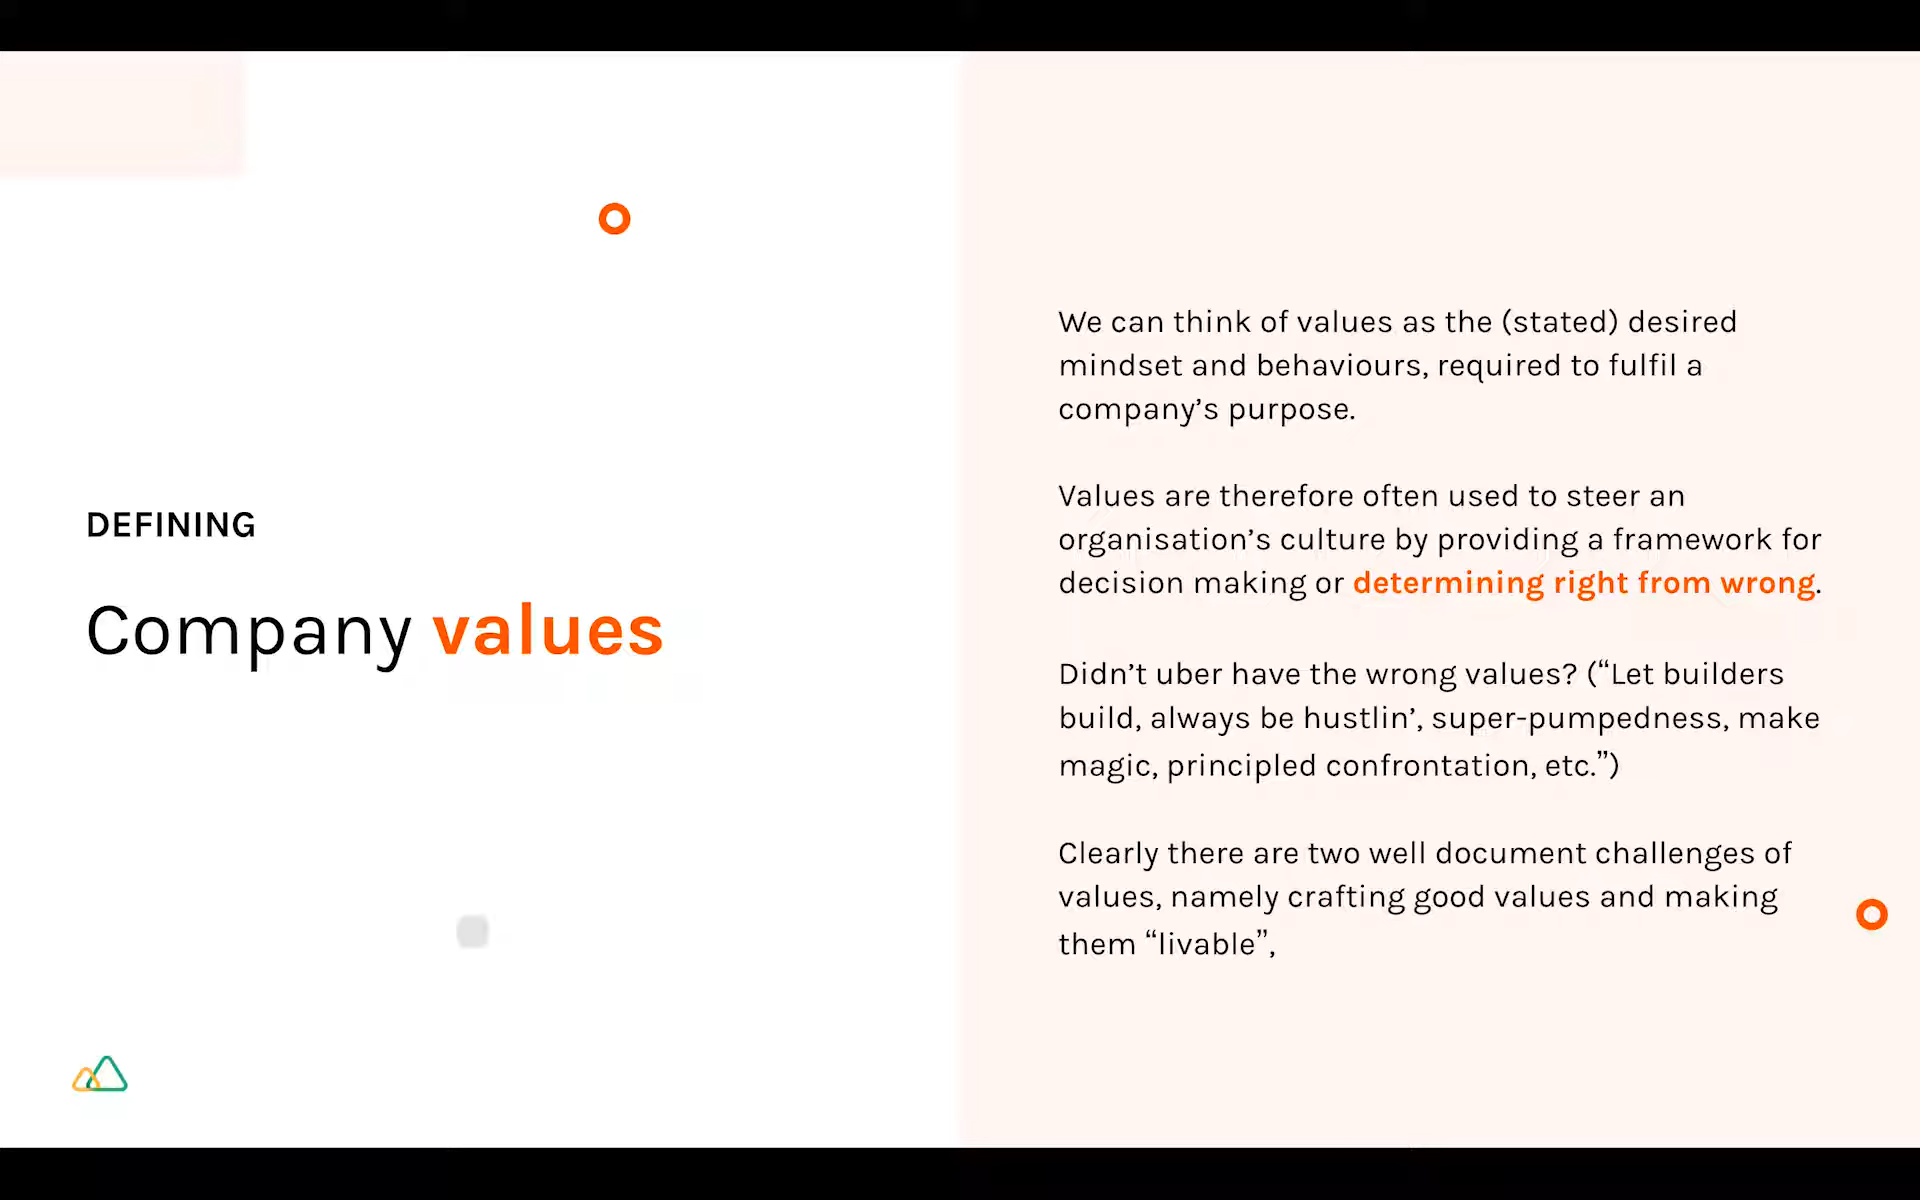 DEFINING
Company values
We can think of values as the (stated) desired
mindset and behaviours, required to fulfil a
company’s purpose.
Values are therefore often used to steer an
organisation’s culture by providing a framework for
decision making or determining right from wrong.
Didn’t uber have the wrong values? (“Let builders
build, always be hustlin’, super-pumpedness, make
magic, principled confrontation, etc.”)
Clearly there are two well document challenges of
values, namely crafting good values and making
them “livable”,